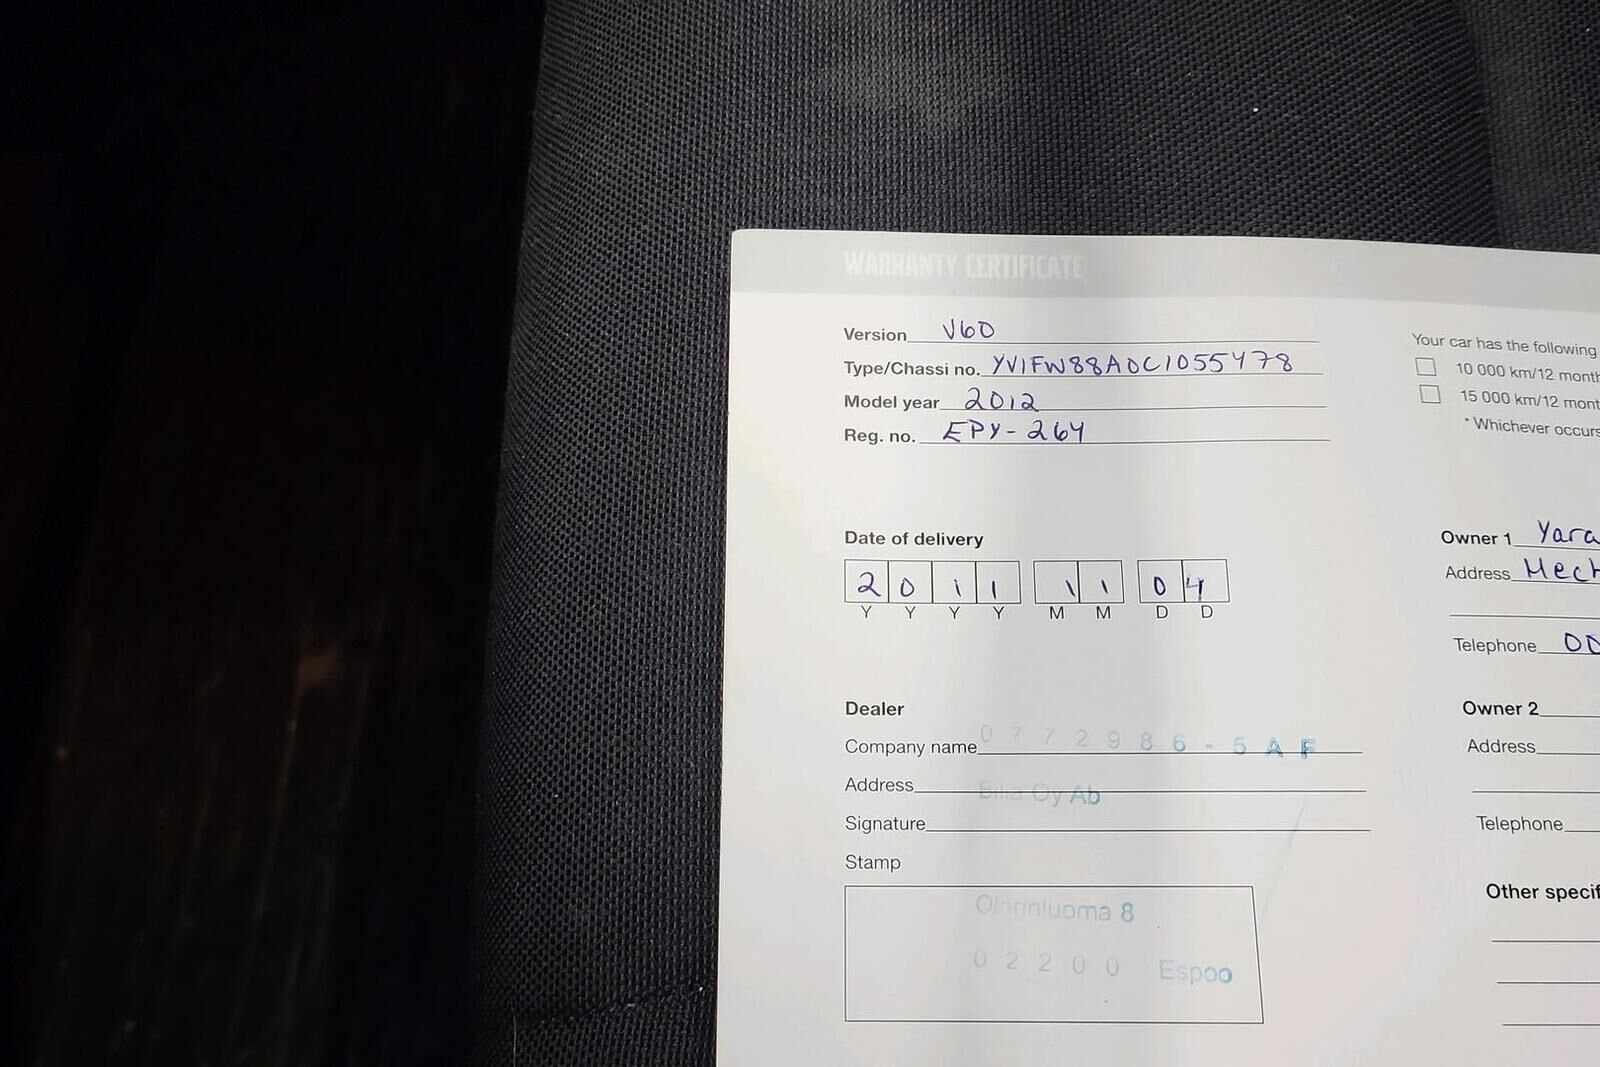 WARRANTY CERTIFICATE
Version V60
Type/Chassi no. YV1FW88A0C1055478
Model year 2012
Reg. no. EPY-264
Your car has the following
10 000 km/12 month
15 000 km/12 mont
* Whichever occurs
Date of delivery
2 0 1 1 1 1 0 4
Y Y Y Y M M D D
Owner 1 Yara
Address Mech
Telephone 00
Dealer
Company name 0772986-5AF
Address Bilia Oy Ab
Signature
Stamp
Olarinluoma 8
02200 Espoo
Owner 2
Address
Telephone
Other specif